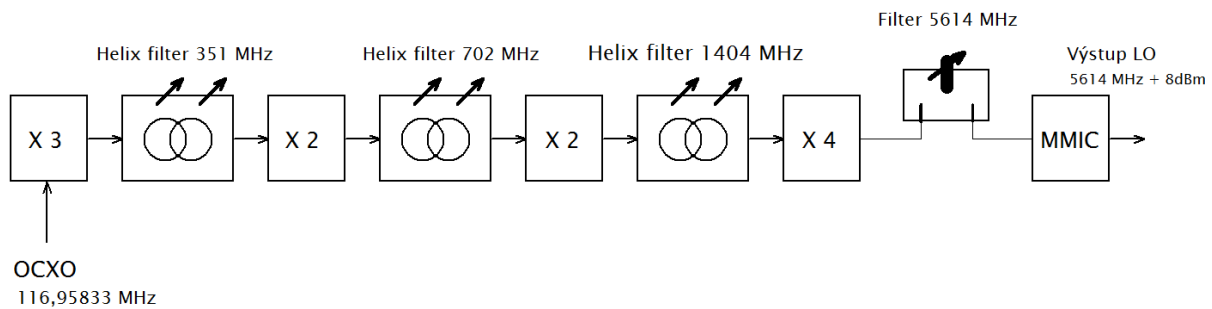 Filter 5614 MHz
Helix filter 351 MHz
Helix filter 702 MHz
Helix filter 1404 MHz
Výstup LO
5614 MHz + 8dBm
X 3
X 2
X 2
X 4
MMIC
OCXO
116,95833 MHz